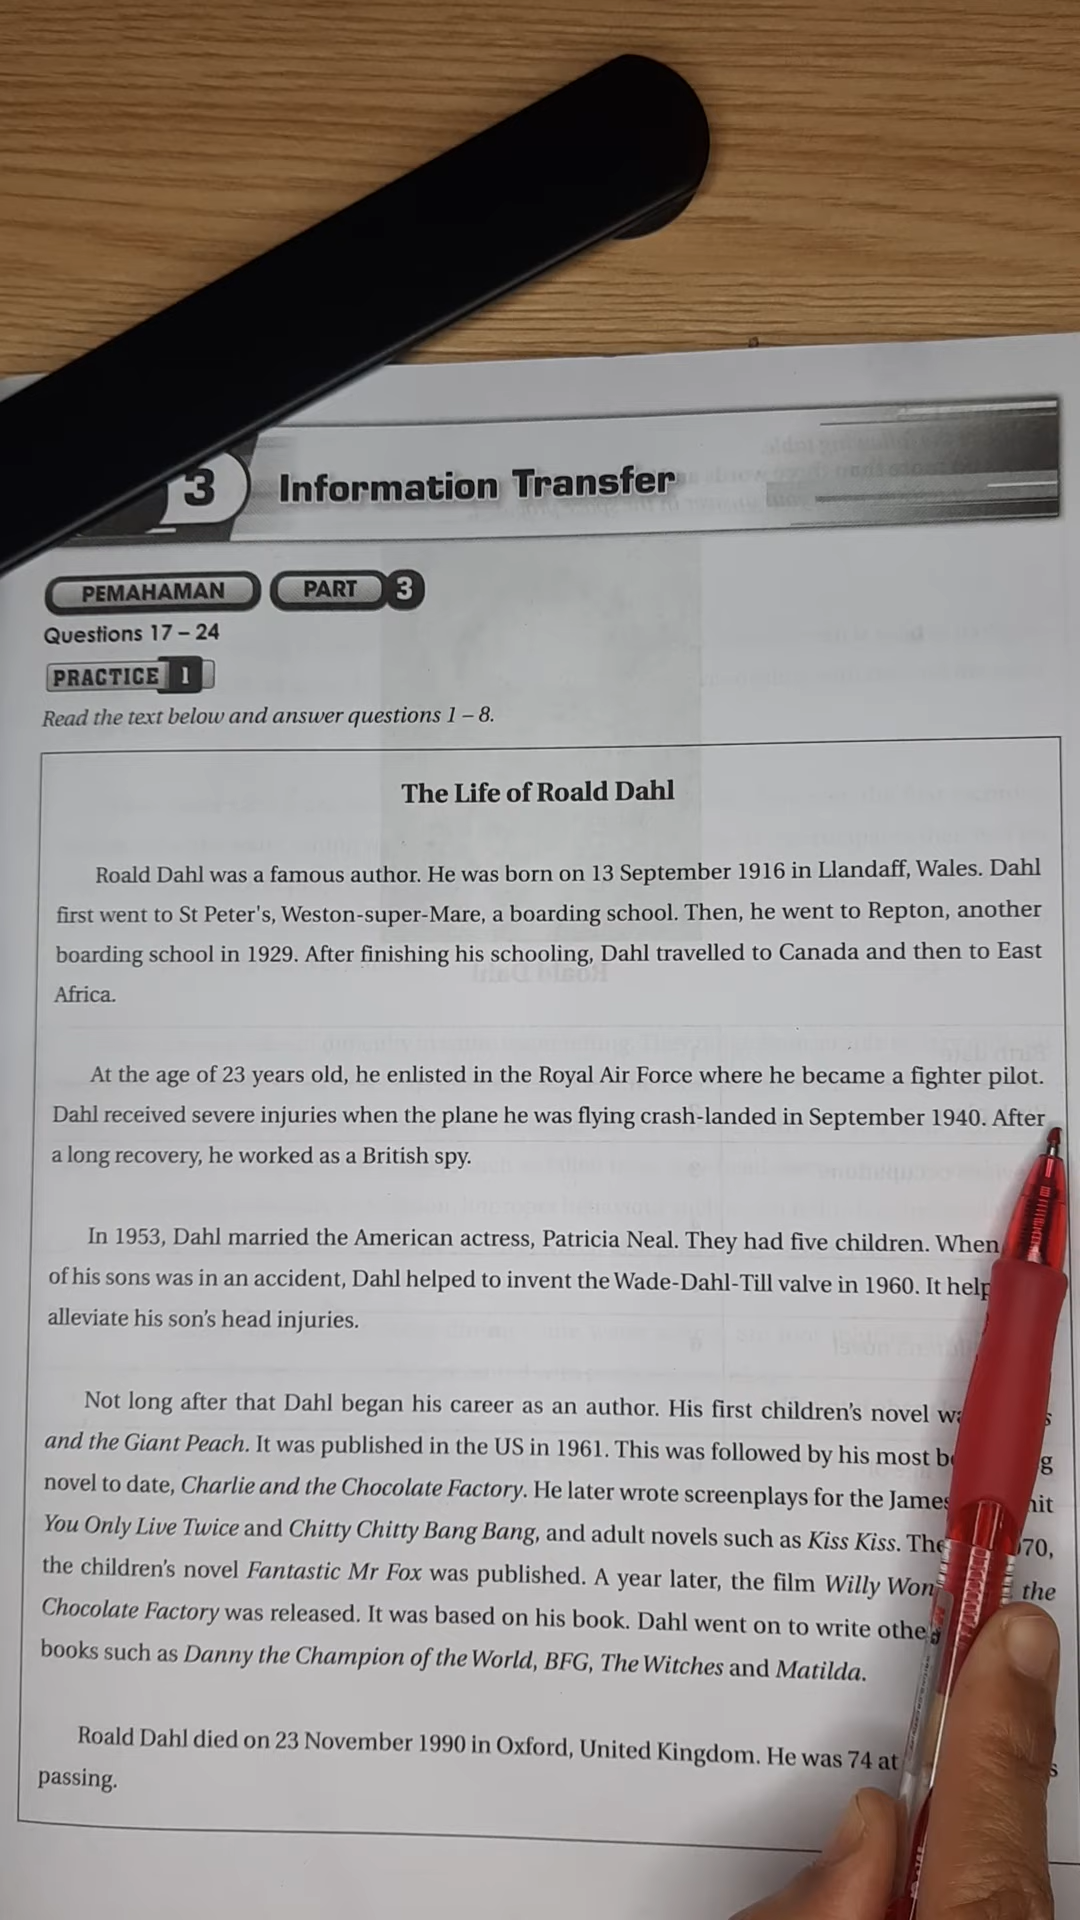 3 Information Transfer
PEMAHAMAN PART 3
Questions 17 – 24
PRACTICE 1
Read the text below and answer questions 1 – 8.
The Life of Roald Dahl
Roald Dahl was a famous author. He was born on 13 September 1916 in Llandaff, Wales. Dahl
first went to St Peter's, Weston-super-Mare, a boarding school. Then, he went to Repton, another
boarding school in 1929. After finishing his schooling, Dahl travelled to Canada and then to East
Africa.
At the age of 23 years old, he enlisted in the Royal Air Force where he became a fighter pilot.
Dahl received severe injuries when the plane he was flying crash-landed in September 1940. After
a long recovery, he worked as a British spy.
In 1953, Dahl married the American actress, Patricia Neal. They had five children. When
of his sons was in an accident, Dahl helped to invent the Wade-Dahl-Till valve in 1960. It
alleviate his son's head injuries.
Not long after that Dahl began his career as an author. His first children's novel
and the Giant Peach. It was published in the US in 1961. This was followed by his most
novel to date, Charlie and the Chocolate Factory. He later wrote screenplays for the James
You Only Live Twice and Chitty Chitty Bang Bang, and adult novels such as Kiss Kiss.
the children's novel Fantastic Mr Fox was published. A year later, the film Willy the
Chocolate Factory was released. It was based on his book. Dahl went on to write
books such as Danny the Champion of the World, BFG, The Witches and Matilda.
Roald Dahl died on 23 November 1990 in Oxford, United Kingdom. He was 74 at
passing.